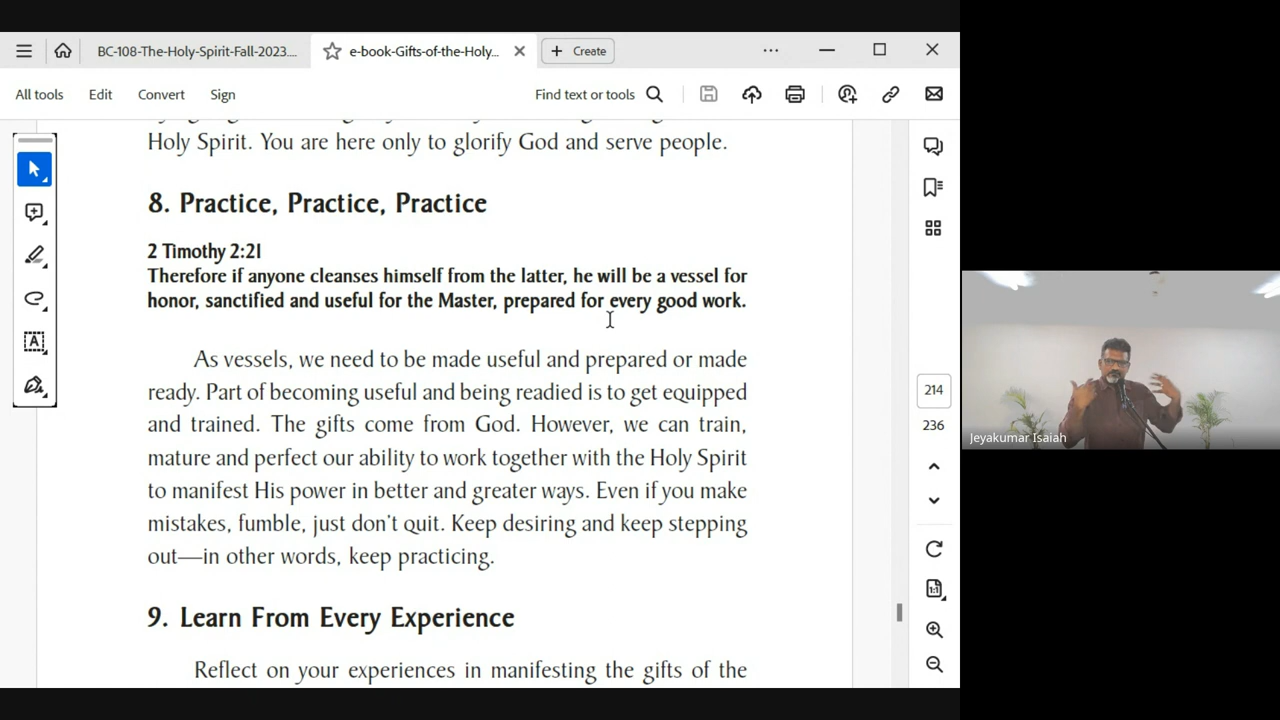 BC-108-The-Holy-Spirit-Fall-2023....
e-book-Gifts-of-the-Holy...
Create
All tools
Edit
Convert
Sign
Find text or tools
Holy Spirit. You are here only to glorify God and serve people.
8. Practice, Practice, Practice
2 Timothy 2:21
Therefore if anyone cleanses himself from the latter, he will be a vessel for
honor, sanctified and useful for the Master, prepared for every good work.
As vessels, we need to be made useful and prepared or made
ready. Part of becoming useful and being readied is to get equipped
and trained. The gifts come from God. However, we can train,
mature and perfect our ability to work together with the Holy Spirit
to manifest His power in better and greater ways. Even if you make
mistakes, fumble, just don't quit. Keep desiring and keep stepping
out—in other words, keep practicing.
9. Learn From Every Experience
Reflect on your experiences in manifesting the gifts of the
214
236
Jeyakumar Isaiah